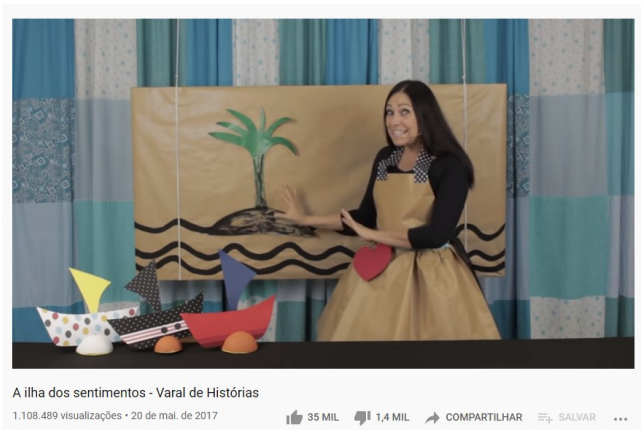 A ilha dos sentimentos - Varal de Histórias
1.108.489 visualizações • 20 de mai. de 2017 35 MIL 1,4 MIL COMPARTILHAR SALVAR